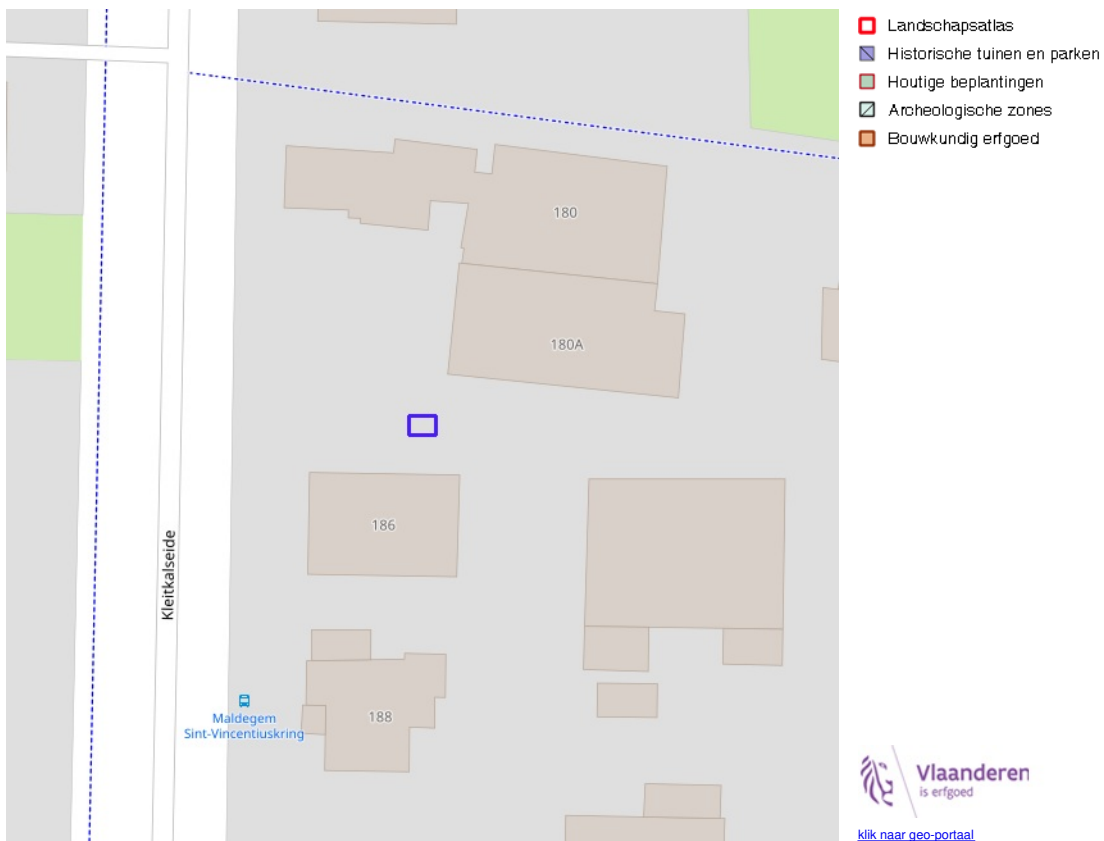 Landschapsatlas
Historische tuinen en parken
Houtige beplantingen
Archeologische zones
Bouwkundig erfgoed
180
180A
186
Kleitkalseide
188
Maldegem
Sint-Vincentiuskring
Vlaanderen
is erfgoed
klik naar geo-portaal